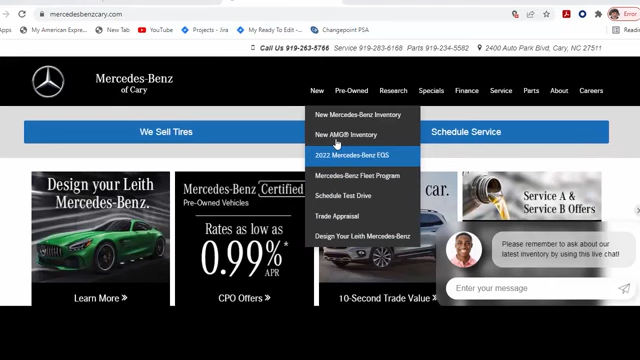 mercedesbenzcary.com
Error
My American Expre...
New Tab
YouTube
Projects - Jira
My Ready To Edit -...
Changepoint PSA
Readin
Call Us 919-263-5766 Service 919-283-6168 Parts 919-234-5582 2400 Auto Park Blvd, Cary, NC 27511
Mercedes-Benz
of Cary
New Pre-Owned Research Specials Finance Service Parts About Careers
New Mercedes-Benz Inventory
New AMG® Inventory
2022 Mercedes-Benz EQS
Mercedes-Benz Fleet Program
Schedule Test Drive
Trade Appraisal
Design Your Leith Mercedes-Benz
We Sell Tires
Schedule Service
Design your Leith
Mercedes-Benz.
Learn More
Mercedes-Benz Certified
Pre-Owned Vehicles
Rates as low as
0.99%*
APR
CPO Offers
car.
10-Second Trade Value
Service A &
Service B Offers
Please remember to ask about our
latest inventory by using this live chat!
Enter your message